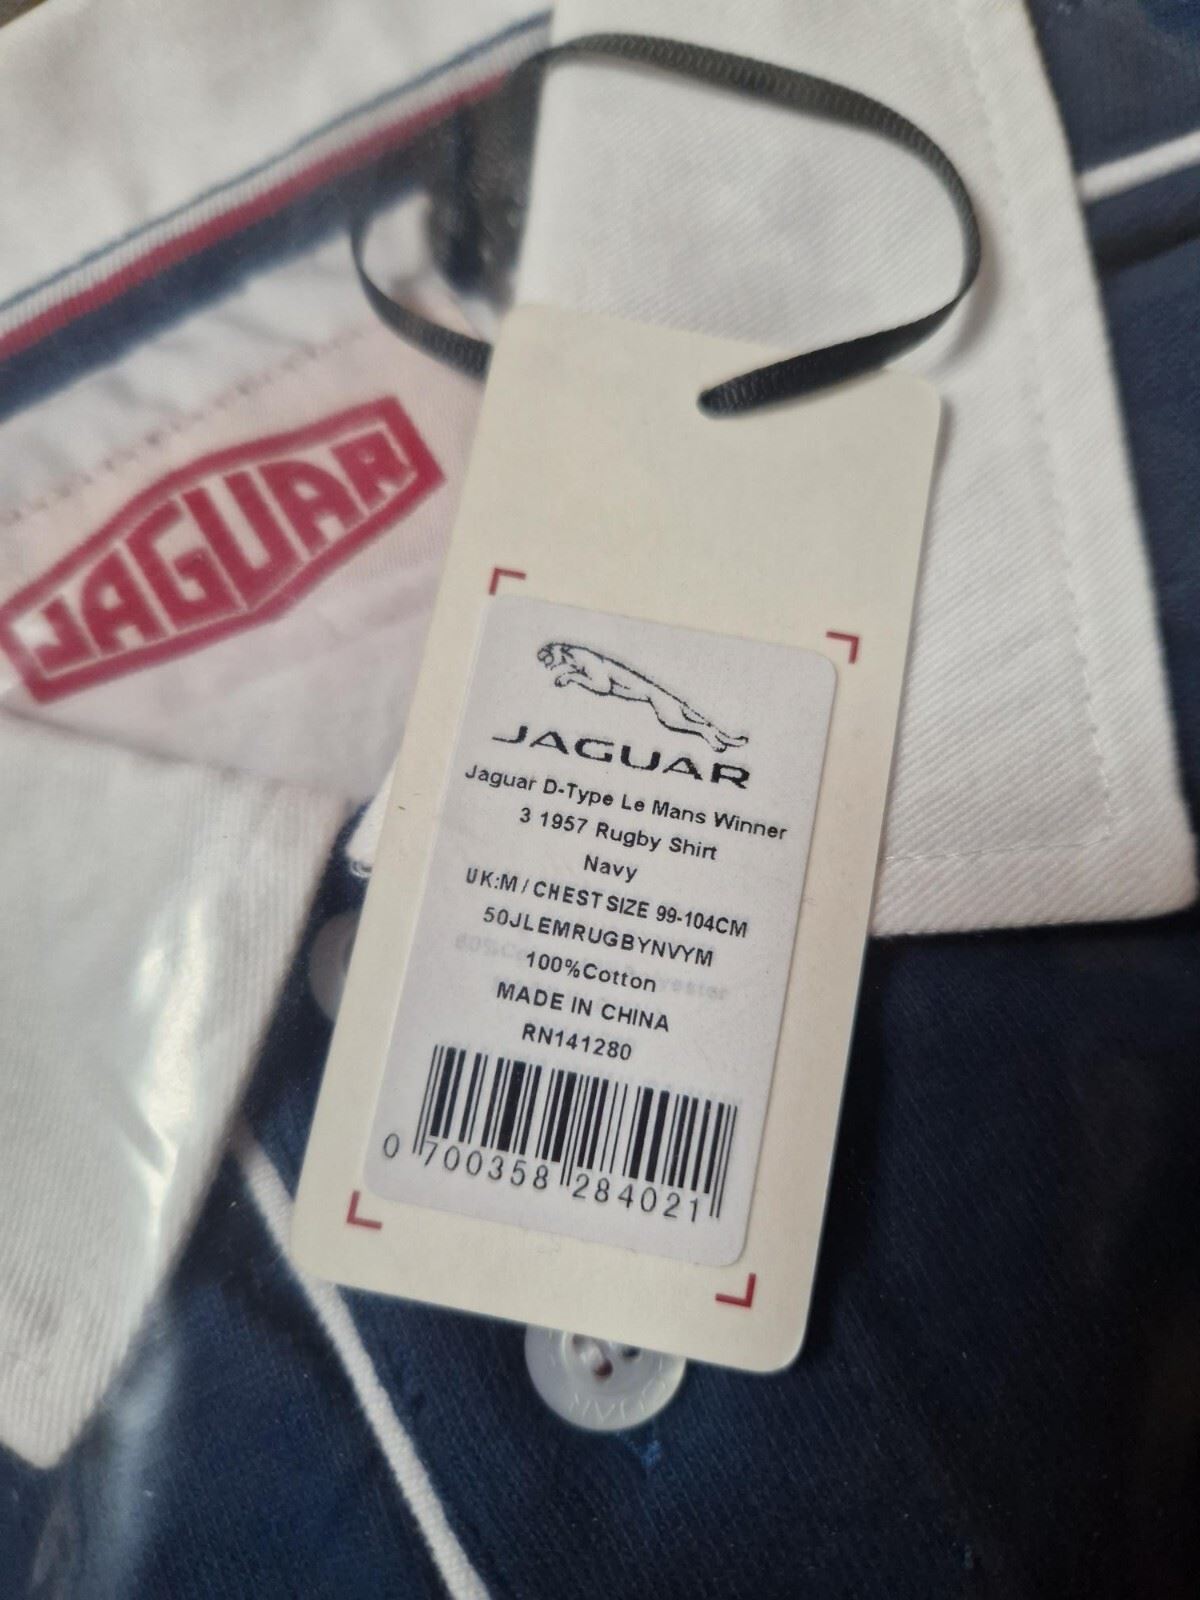 JAGUAR
JAGUAR
Jaguar D-Type Le Mans Winner
3 1957 Rugby Shirt
Navy
UK:M / CHEST SIZE 99-104CM
50JLEMRUGBYNVYM
100%Cotton
MADE IN CHINA
RN141280
0 700358 284021